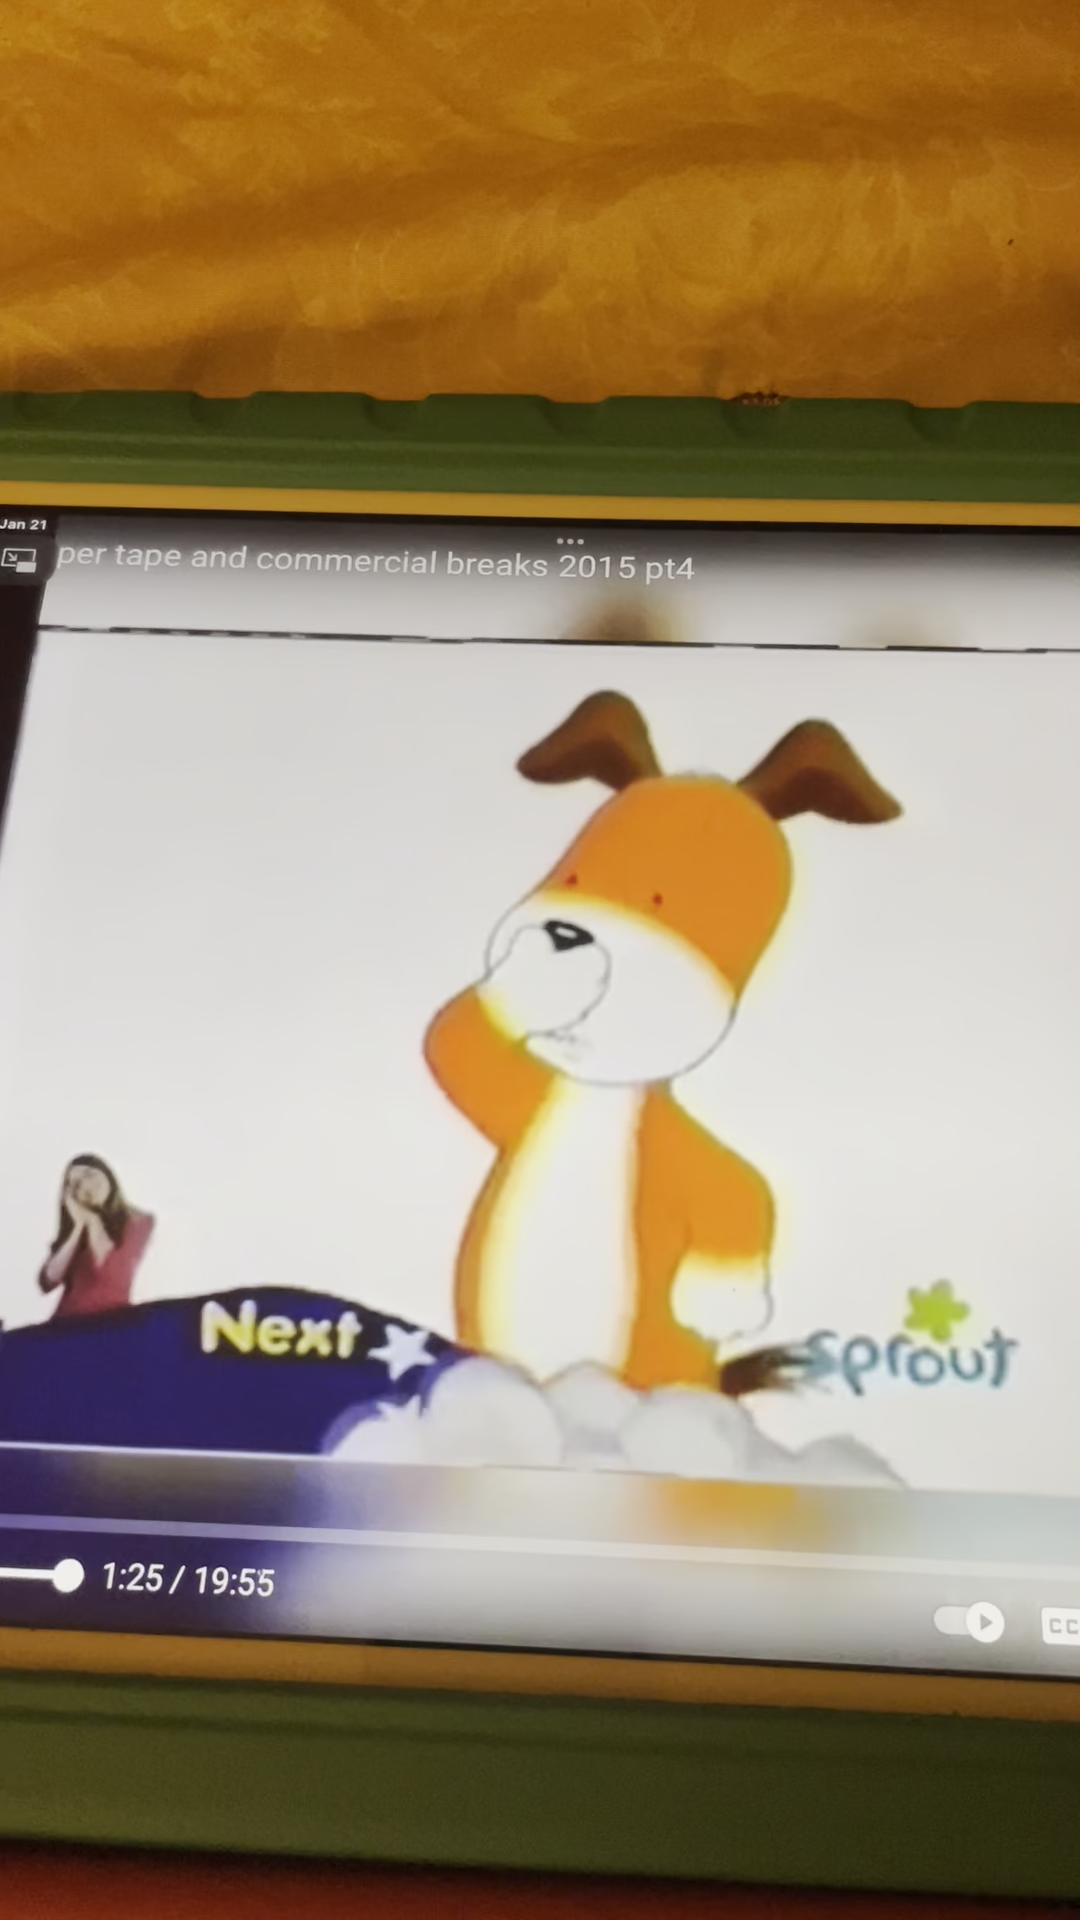 Jan 21
per tape and commercial breaks 2015 pt4
Next
sprout
1:25 / 19:55
CC